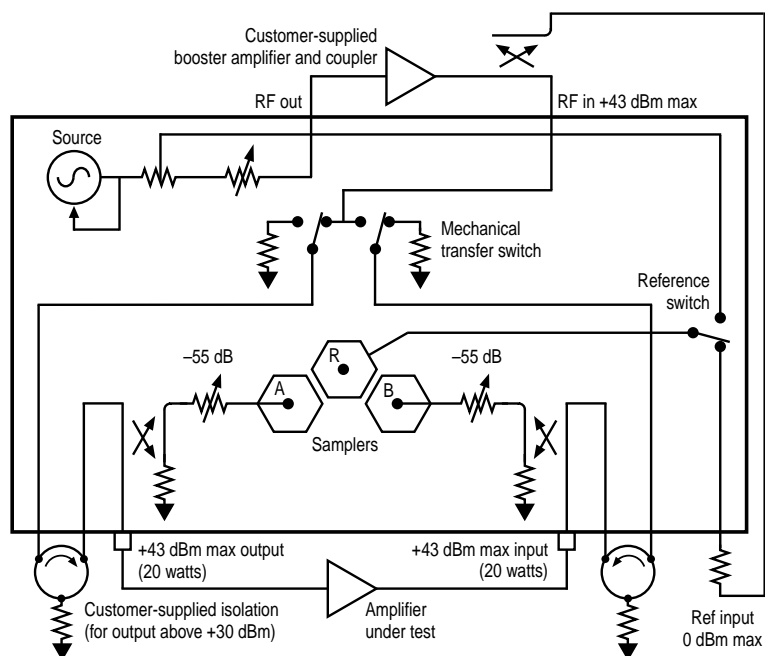 Customer-supplied
booster amplifier and coupler
RF out
RF in +43 dBm max
Source
Mechanical
transfer switch
Reference
switch
–55 dB
R
–55 dB
A
B
Samplers
+43 dBm max output
(20 watts)
+43 dBm max input
(20 watts)
Customer-supplied isolation
(for output above +30 dBm)
Amplifier
under test
Ref input
0 dBm max